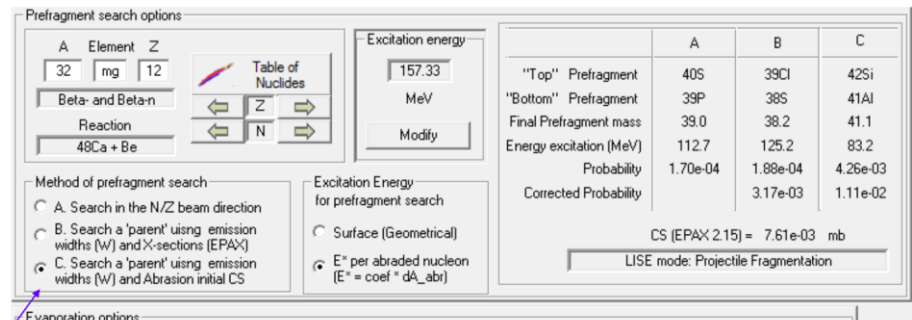 Prefragment search options
A Element Z
32 mg 12
Beta- and Beta-n
Reaction
48Ca + Be
Table of
Nuclides
Z
N
Excitation energy
157.33
MeV
Modify
Method of prefragment search
A. Search in the N/Z beam direction
B. Search a 'parent' uisng emission
widths (W) and X-sections (EPAX)
C. Search a 'parent' uisng emission
widths (W) and Abrasion initial CS
Excitation Energy
for prefragment search
Surface (Geometrical)
E* per abraded nucleon
(E* = coef * dA_abr)
A B C
"Top" Prefragment 40S 39Cl 42Si
"Bottom" Prefragment 39P 38S 41Al
Final Prefragment mass 39.0 38.2 41.1
Energy excitation (MeV) 112.7 125.2 83.2
Probability 1.70e-04 1.88e-04 4.26e-03
Corrected Probability 3.17e-03 1.11e-02
CS (EPAX 2.15) = 7.61e-03 mb
LISE mode: Projectile Fragmentation
Evaporation options